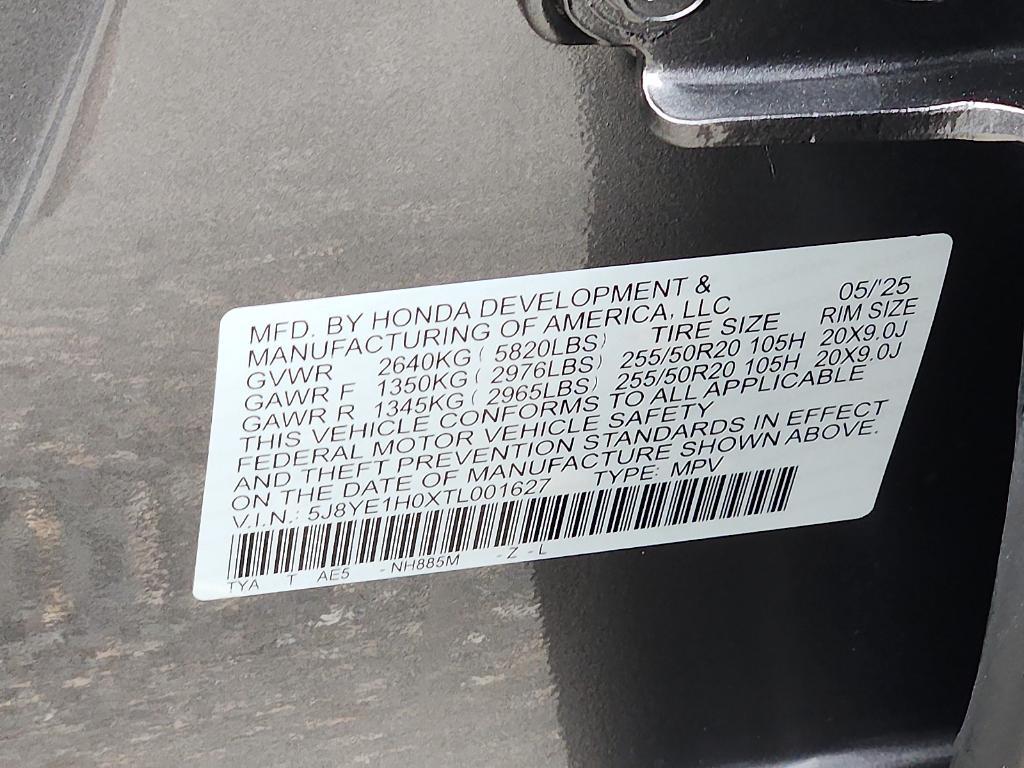 MFD. BY HONDA DEVELOPMENT & 05/'25
MANUFACTURING OF AMERICA, LLC RIM SIZE
GVWR 2640KG ( 5820LBS) TIRE SIZE
GAWR F 1350KG ( 2976LBS) 255/50R20 105H 20X9.0J
GAWR R 1345KG ( 2965LBS) 255/50R20 105H 20X9.0J
THIS VEHICLE CONFORMS TO ALL APPLICABLE
FEDERAL MOTOR VEHICLE SAFETY
AND THEFT PREVENTION STANDARDS IN EFFECT
ON THE DATE OF MANUFACTURE SHOWN ABOVE.
V.I.N.: 5J8YE1H0XTL001627 TYPE: MPV
TYA T AE5 -NH885M -Z -L